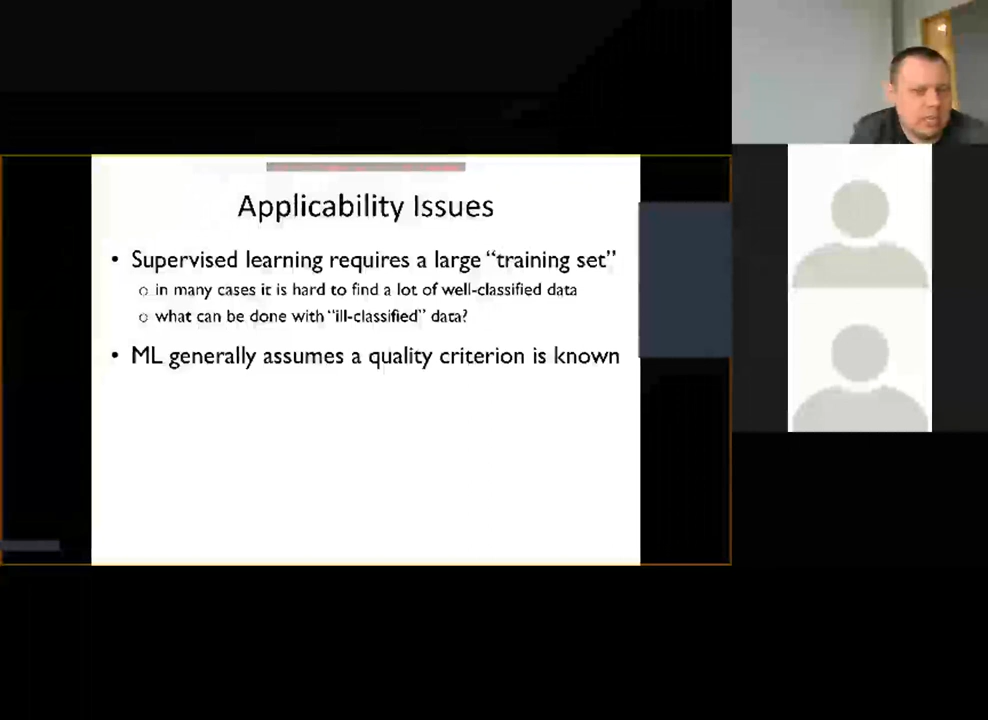 Applicability Issues
• Supervised learning requires a large “training set”
○ in many cases it is hard to find a lot of well-classified data
○ what can be done with “ill-classified” data?
• ML generally assumes a quality criterion is known